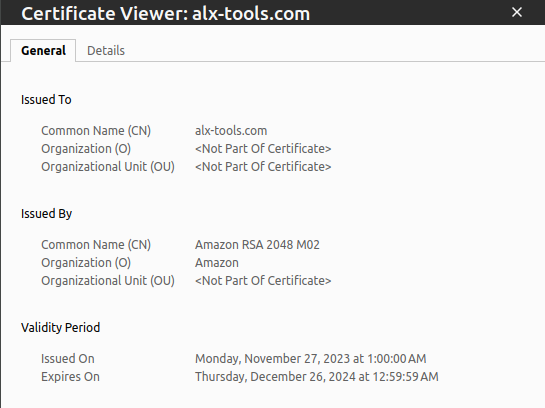 Certificate Viewer: alx-tools.com ×
General Details
Issued To
Common Name (CN) alx-tools.com
Organization (O) <Not Part Of Certificate>
Organizational Unit (OU) <Not Part Of Certificate>
Issued By
Common Name (CN) Amazon RSA 2048 M02
Organization (O) Amazon
Organizational Unit (OU) <Not Part Of Certificate>
Validity Period
Issued On Monday, November 27, 2023 at 1:00:00 AM
Expires On Thursday, December 26, 2024 at 12:59:59 AM